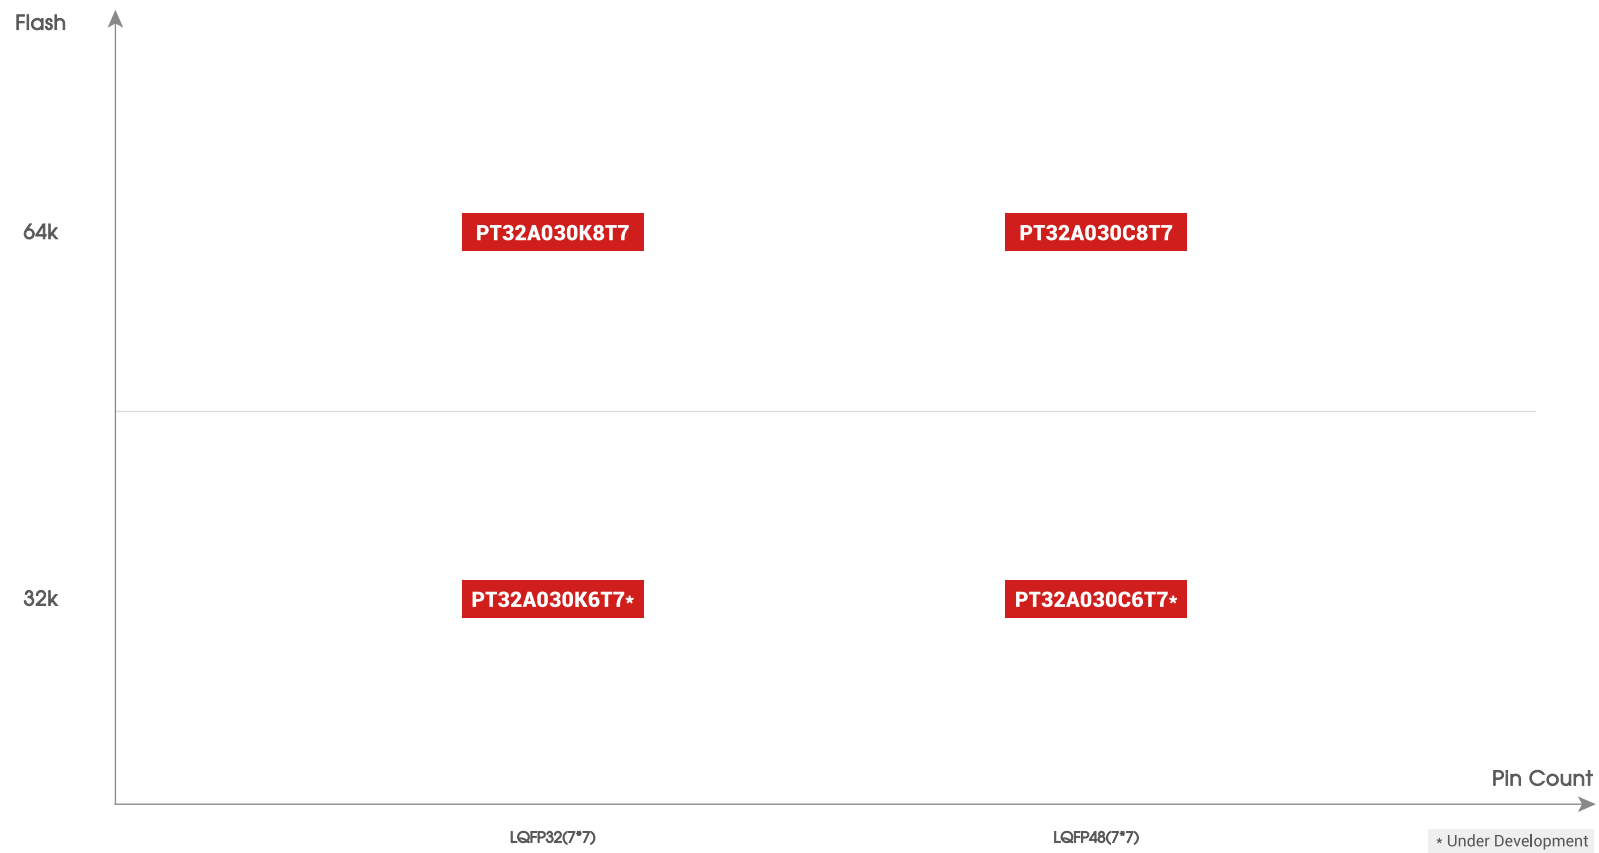 Flash
64k
PT32A030K8T7
PT32A030C8T7
32k
PT32A030K6T7*
PT32A030C6T7*
Pin Count
LQFP32(7*7)
LQFP48(7*7)
* Under Development